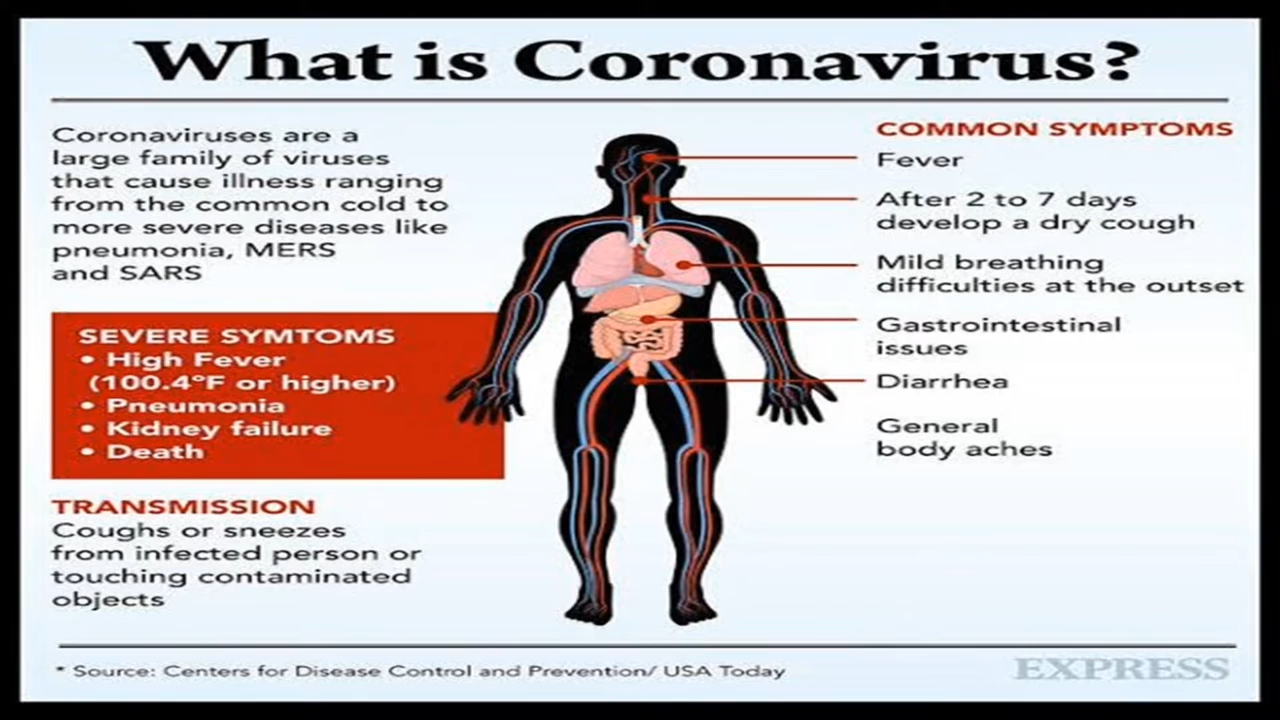 What is Coronavirus?
Coronaviruses are a
large family of viruses
that cause illness ranging
from the common cold to
more severe diseases like
pneumonia, MERS
and SARS
SEVERE SYMTOMS
• High Fever
(100.4°F or higher)
• Pneumonia
• Kidney failure
• Death
TRANSMISSION
Coughs or sneezes
from infected person or
touching contaminated
objects
COMMON SYMPTOMS
Fever
After 2 to 7 days
develop a dry cough
Mild breathing
difficulties at the outset
Gastrointestinal
issues
Diarrhea
General
body aches
* Source: Centers for Disease Control and Prevention/ USA Today
EXPRESS